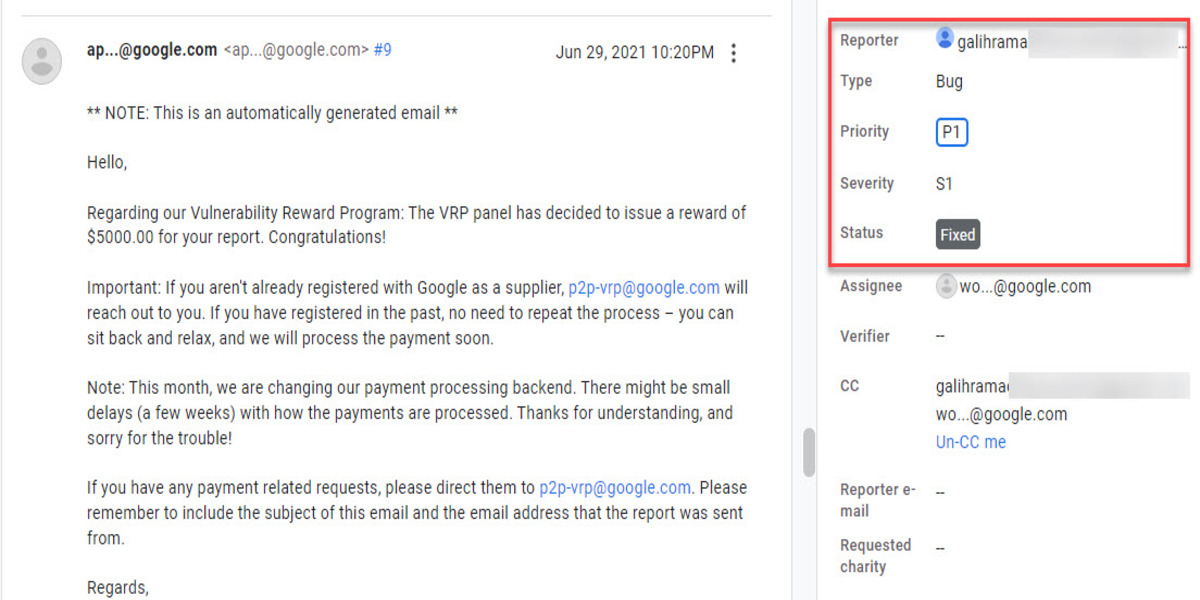 ap...@google.com <ap...@google.com> #9
Jun 29, 2021 10:20PM
** NOTE: This is an automatically generated email **
Hello,
Regarding our Vulnerability Reward Program: The VRP panel has decided to issue a reward of
$5000.00 for your report. Congratulations!
Important: If you aren't already registered with Google as a supplier, p2p-vrp@google.com will
reach out to you. If you have registered in the past, no need to repeat the process – you can
sit back and relax, and we will process the payment soon.
Note: This month, we are changing our payment processing backend. There might be small
delays (a few weeks) with how the payments are processed. Thanks for understanding, and
sorry for the trouble!
If you have any payment related requests, please direct them to p2p-vrp@google.com. Please
remember to include the subject of this email and the email address that the report was sent
from.
Regards,
Reporter galihrama ...
Type Bug
Priority P1
Severity S1
Status Fixed
Assignee wo...@google.com
Verifier --
CC galihrama
wo...@google.com
Un-CC me
Reporter e-
mail --
Requested
charity --